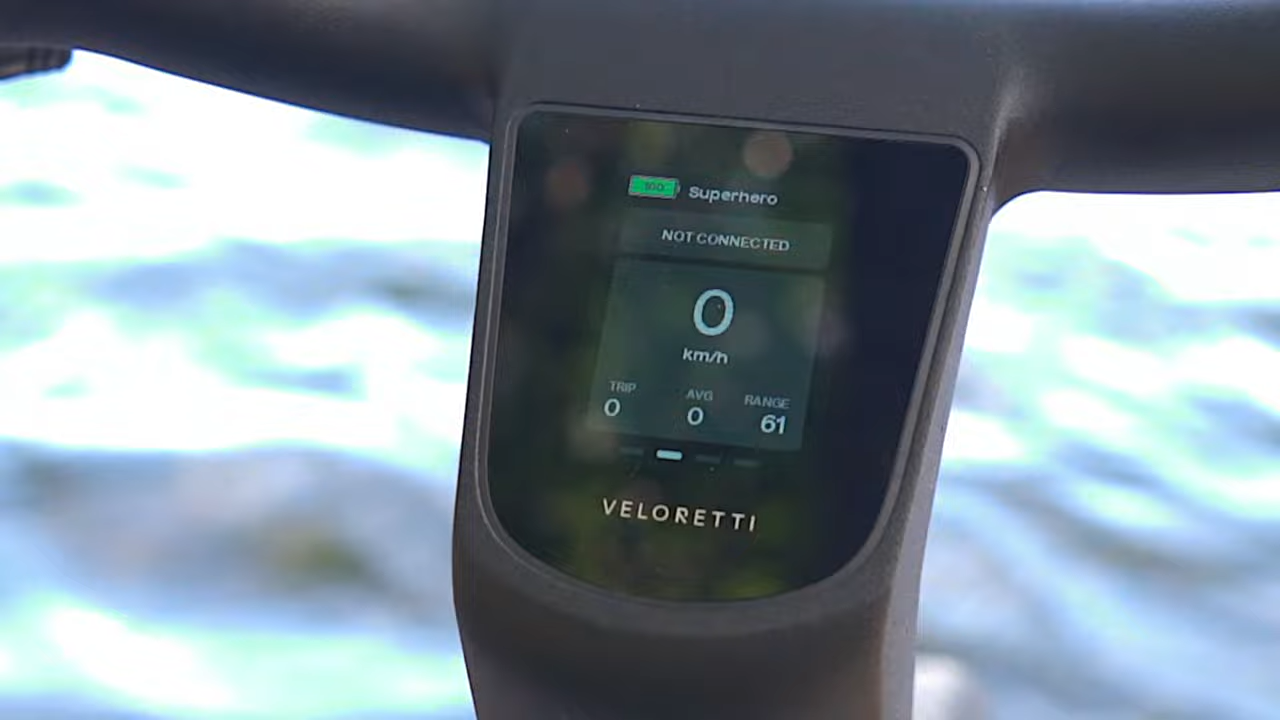 100 Superhero
NOT CONNECTED
0
km/h
TRIP AVG RANGE
0 0 61
VELORETTI